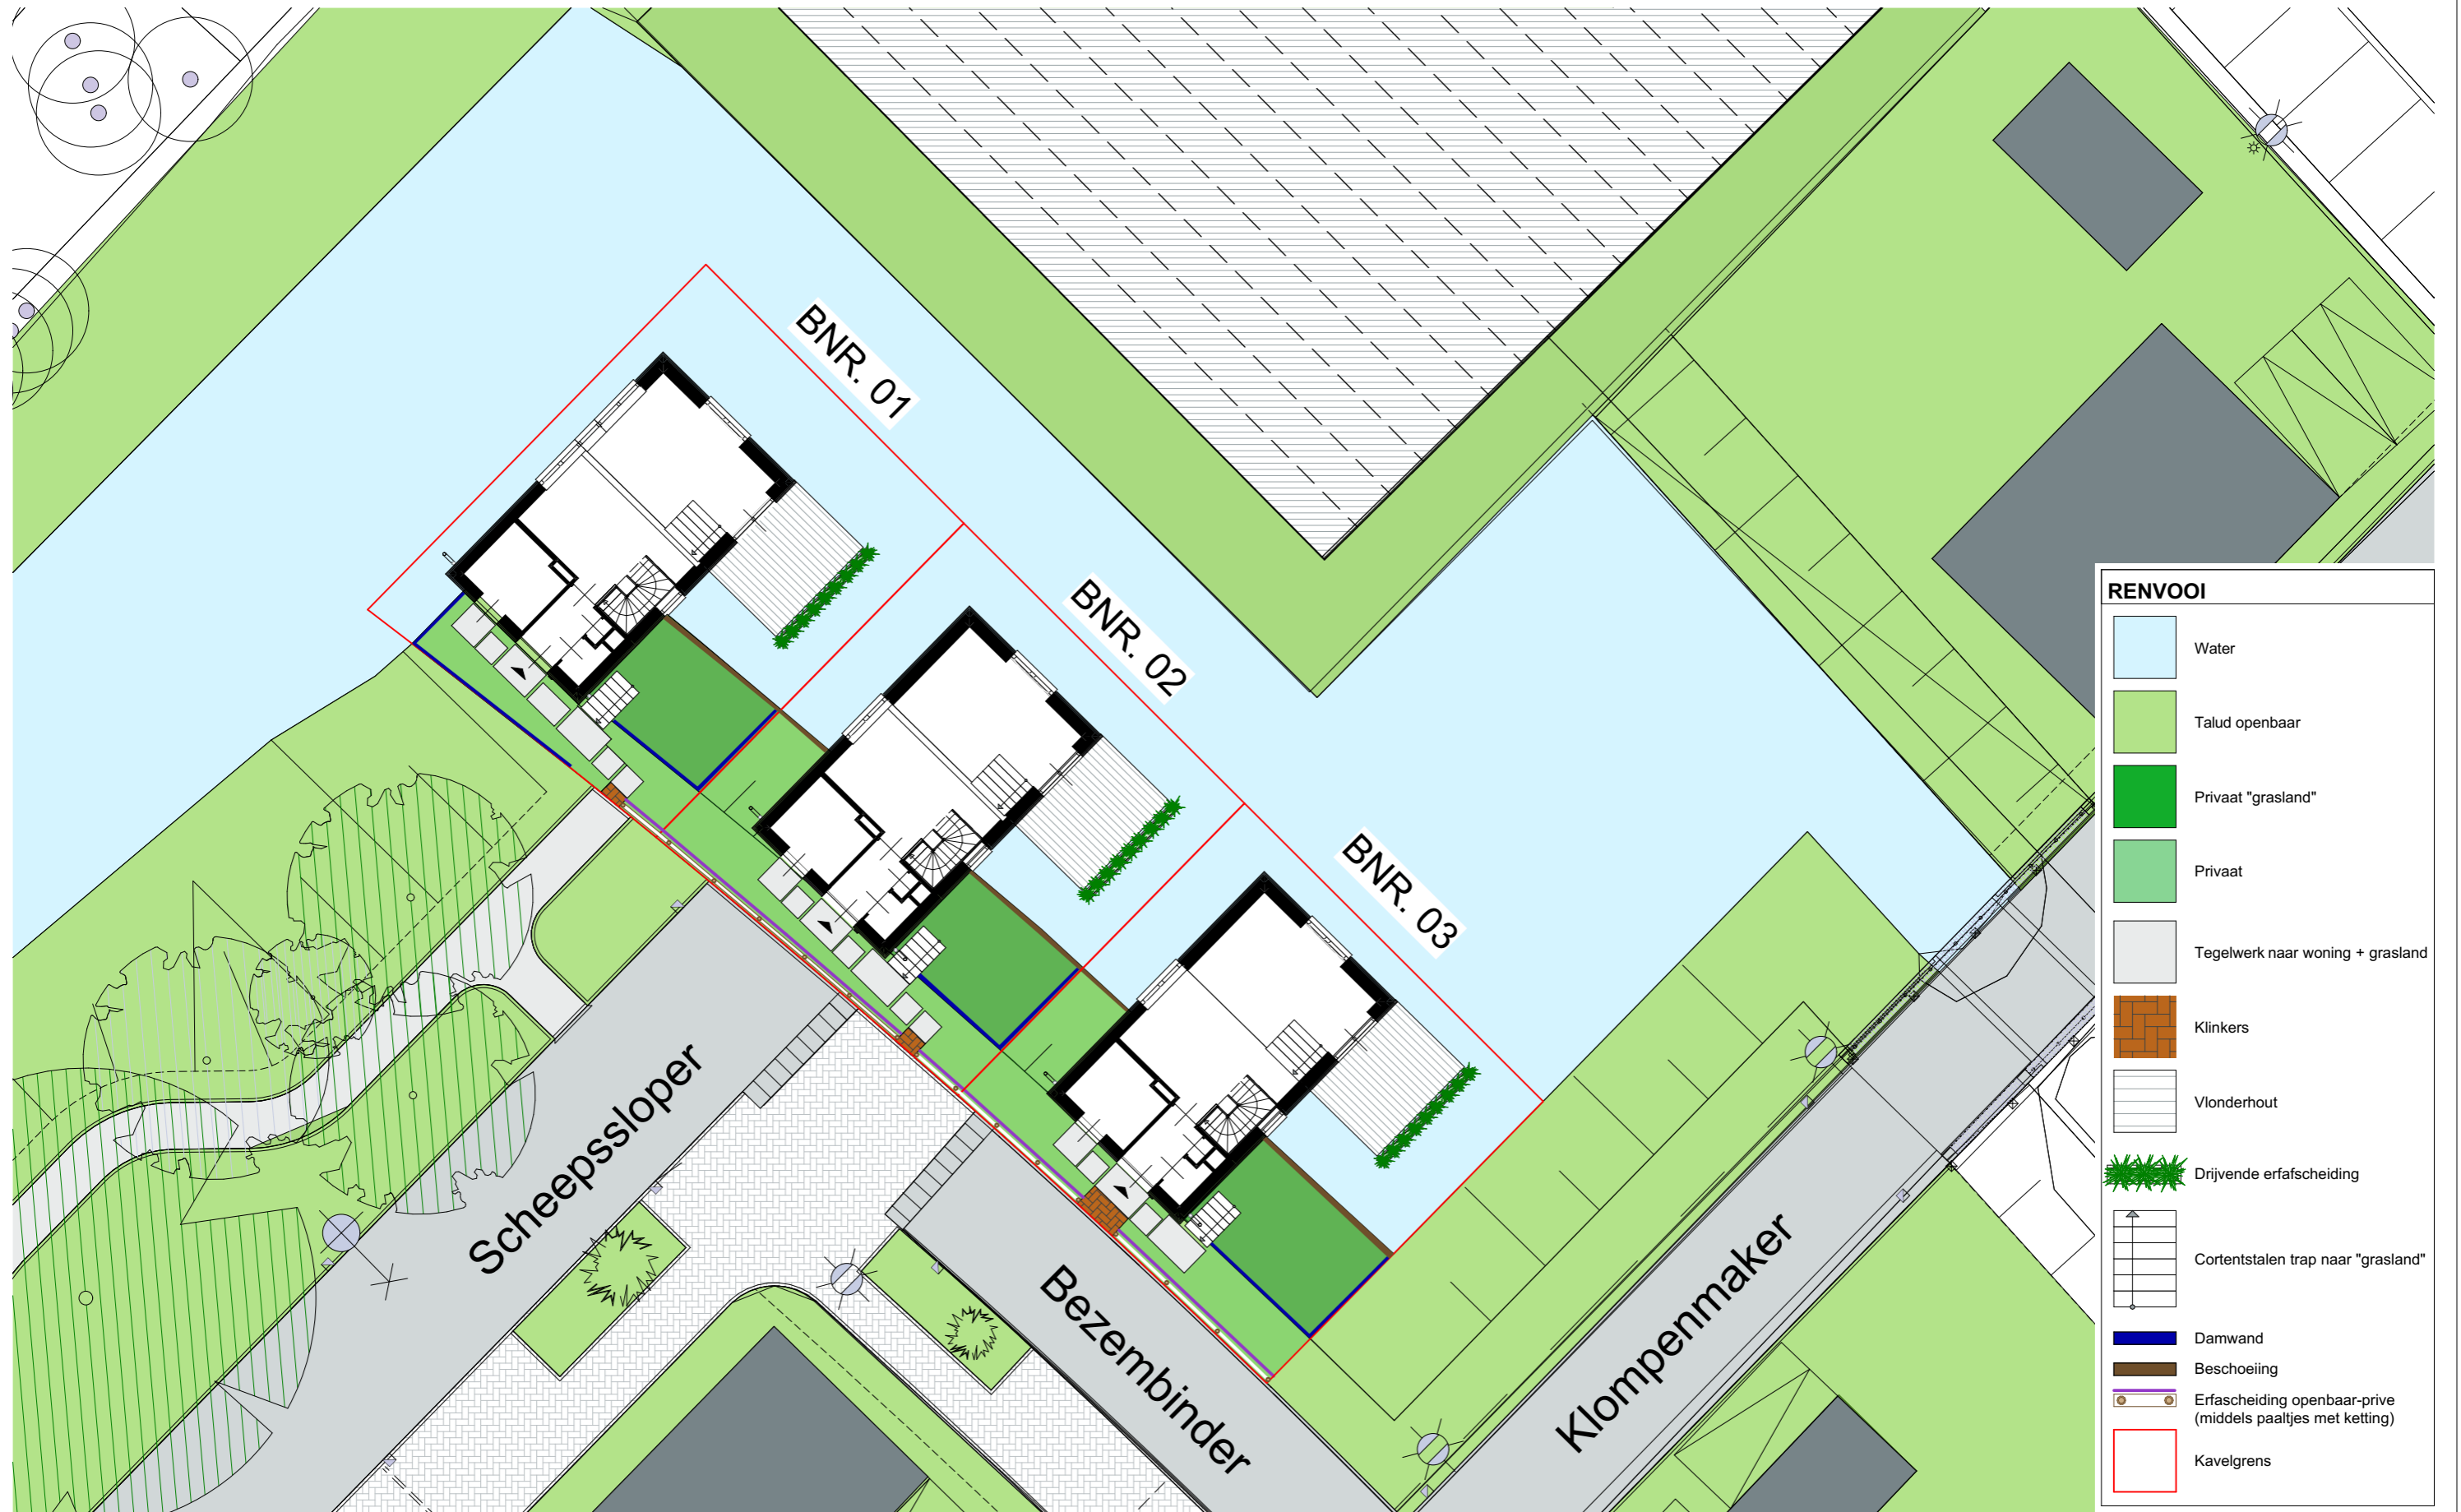 BNR. 01
BNR. 02
BNR. 03
Scheepssloper
Bezembinder
Klompenmaker
RENVOOI
Water
Talud openbaar
Privaat "grasland"
Privaat
Tegelwerk naar woning + grasland
Klinkers
Vlonderhout
Drijvende erfafscheiding
Cortentstalen trap naar "grasland"
Damwand
Beschoeiing
Erfascheiding openbaar-prive
(middels paaltjes met ketting)
Kavelgrens